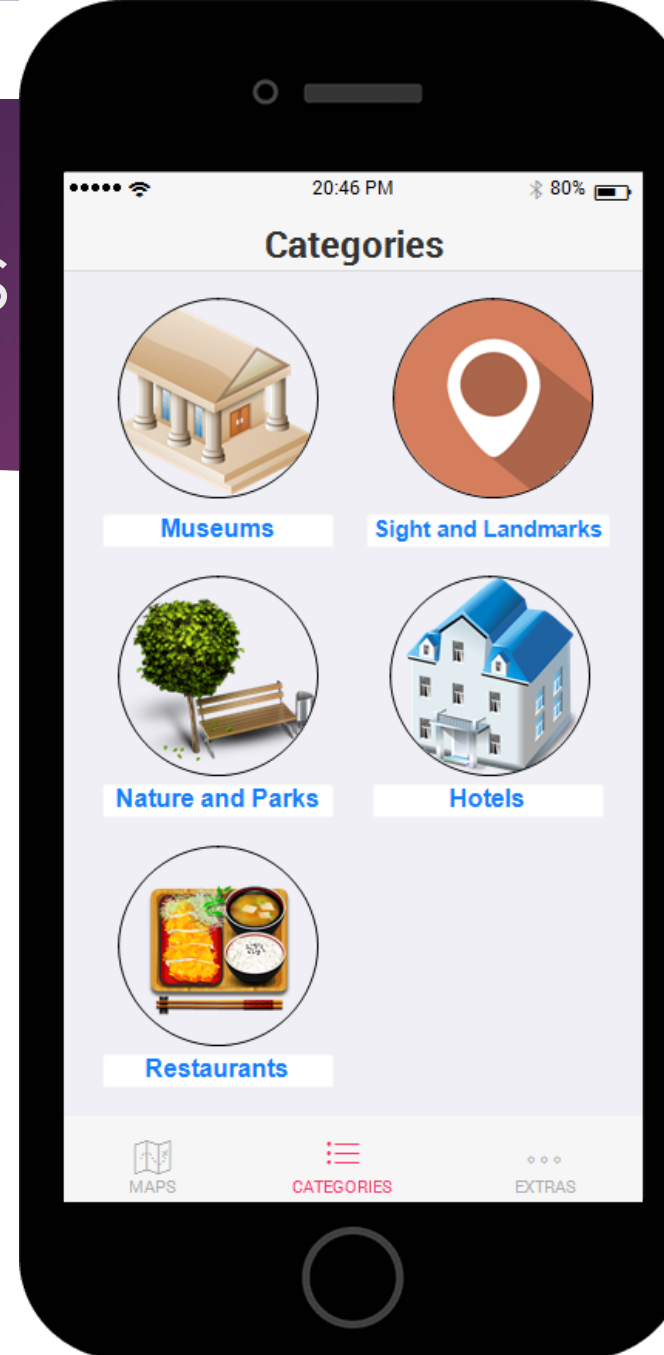 20:46 PM 80%
Categories
Museums
Sight and Landmarks
Nature and Parks
Hotels
Restaurants
MAPS
CATEGORIES
EXTRAS